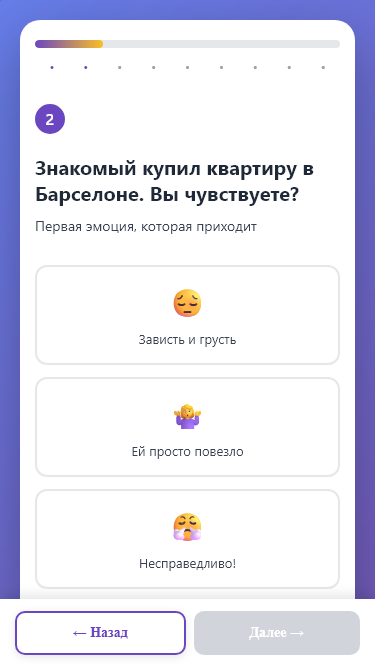 2
Знакомый купил квартиру в
Барселоне. Вы чувствуете?
Первая эмоция, которая приходит
Зависть и грусть
Ей просто повезло
Несправедливо!
← Назад
Далее →